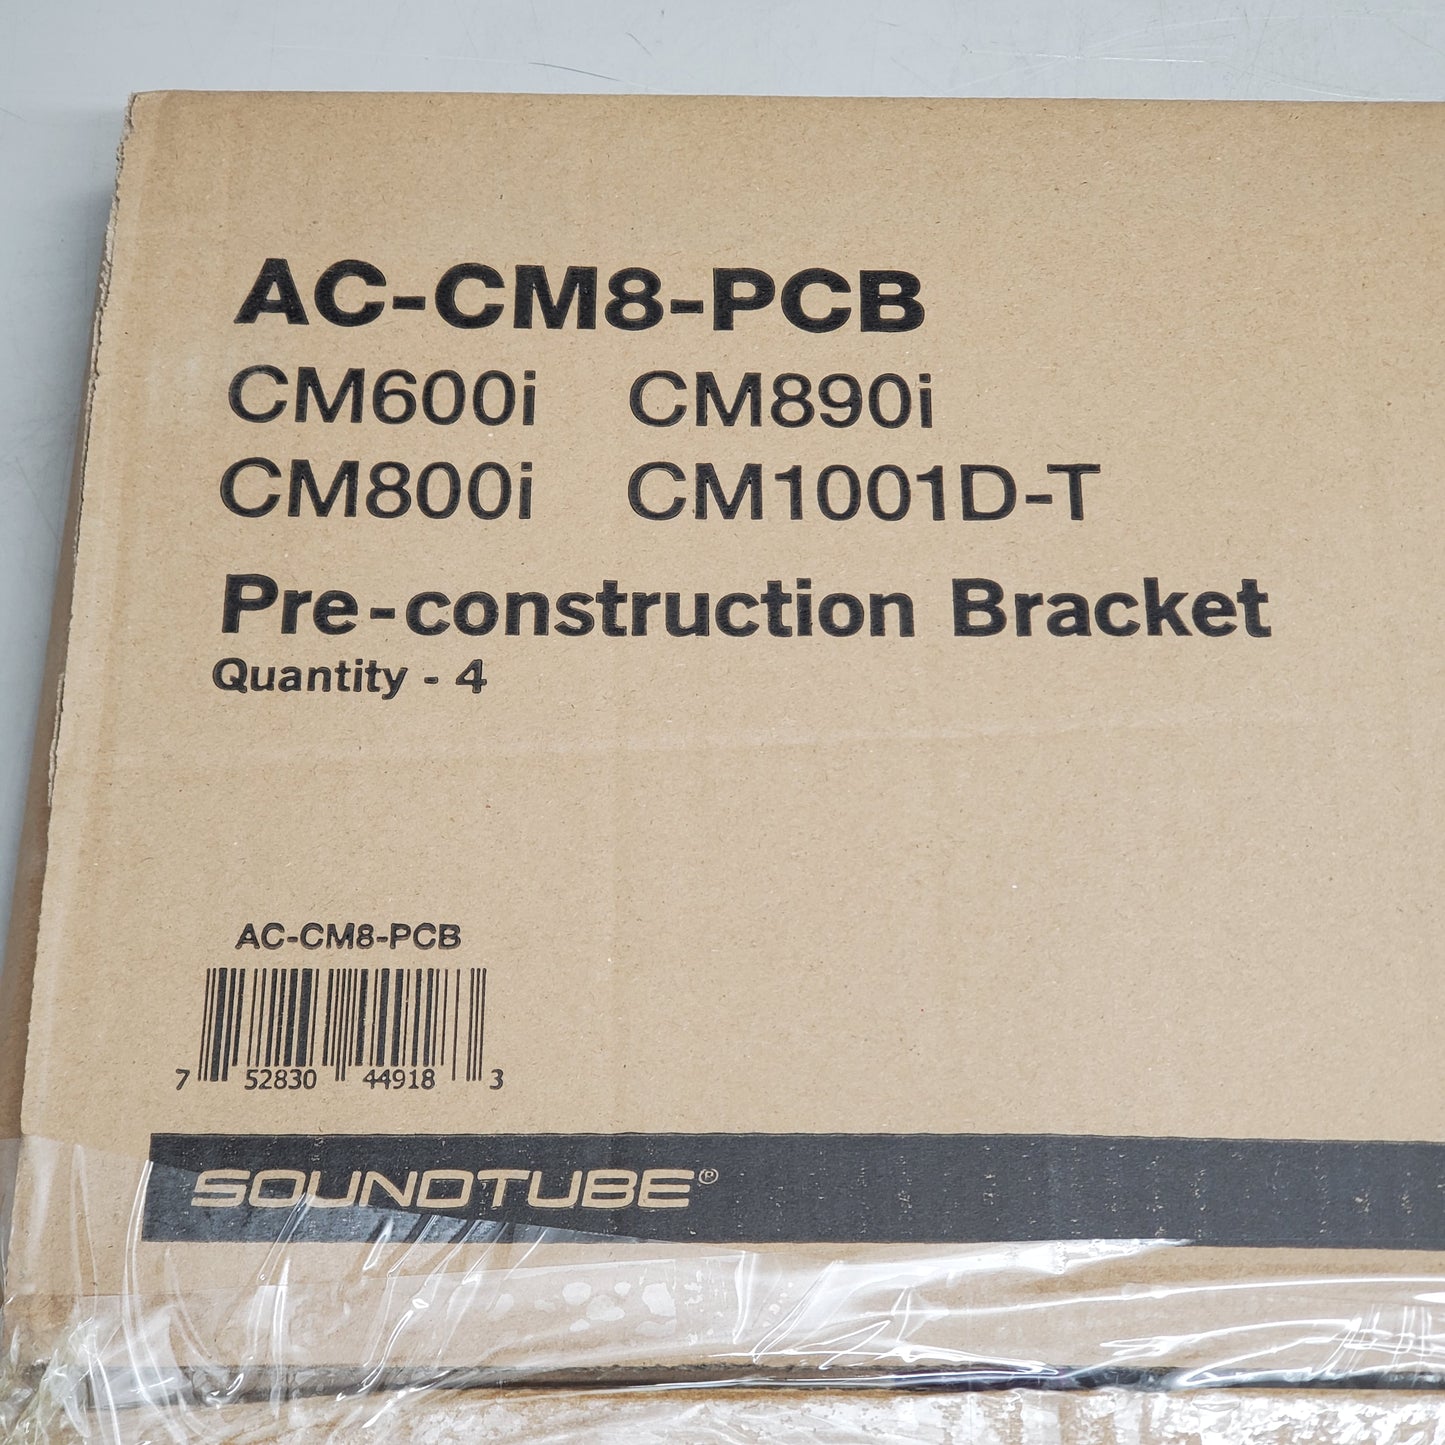 AC-CM8-PCB
CM600i CM890i
CM800i CM1001D-T
Pre-construction Bracket
Quantity - 4
AC-CM8-PCB
7 52830 44918 3
SOUNDTUBE®